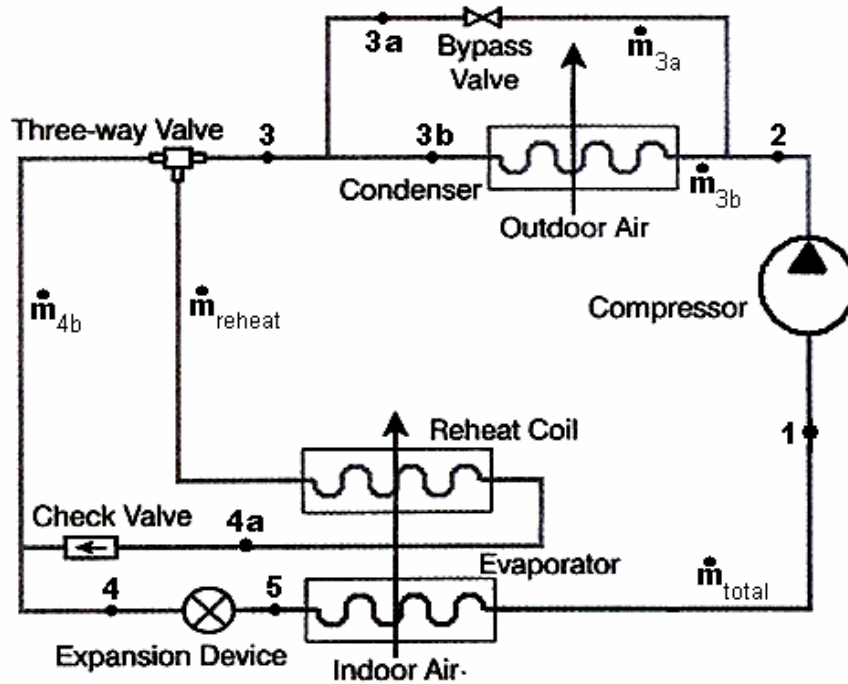 3a
Bypass
Valve
ṁ3a
Three-way Valve
3
3b
2
Condenser
ṁ3b
Outdoor Air
ṁ4b
ṁreheat
Compressor
Reheat Coil
1
Check Valve
4a
Evaporator
ṁtotal
4
5
Expansion Device
Indoor Air.